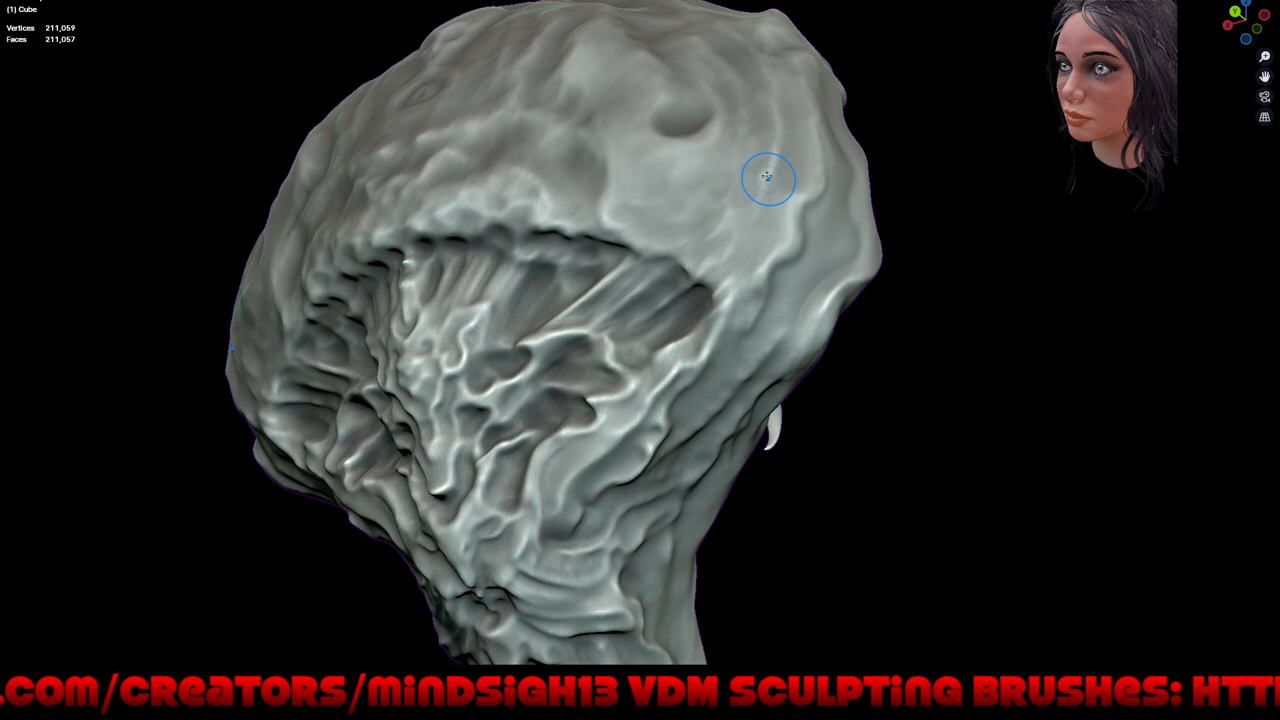 (1) Cube
Vertices 211,059
Faces 211,057
Y
.COM/CREATORS/MINDSIGH13 VDM SCULPTING BRUSHES: HTT